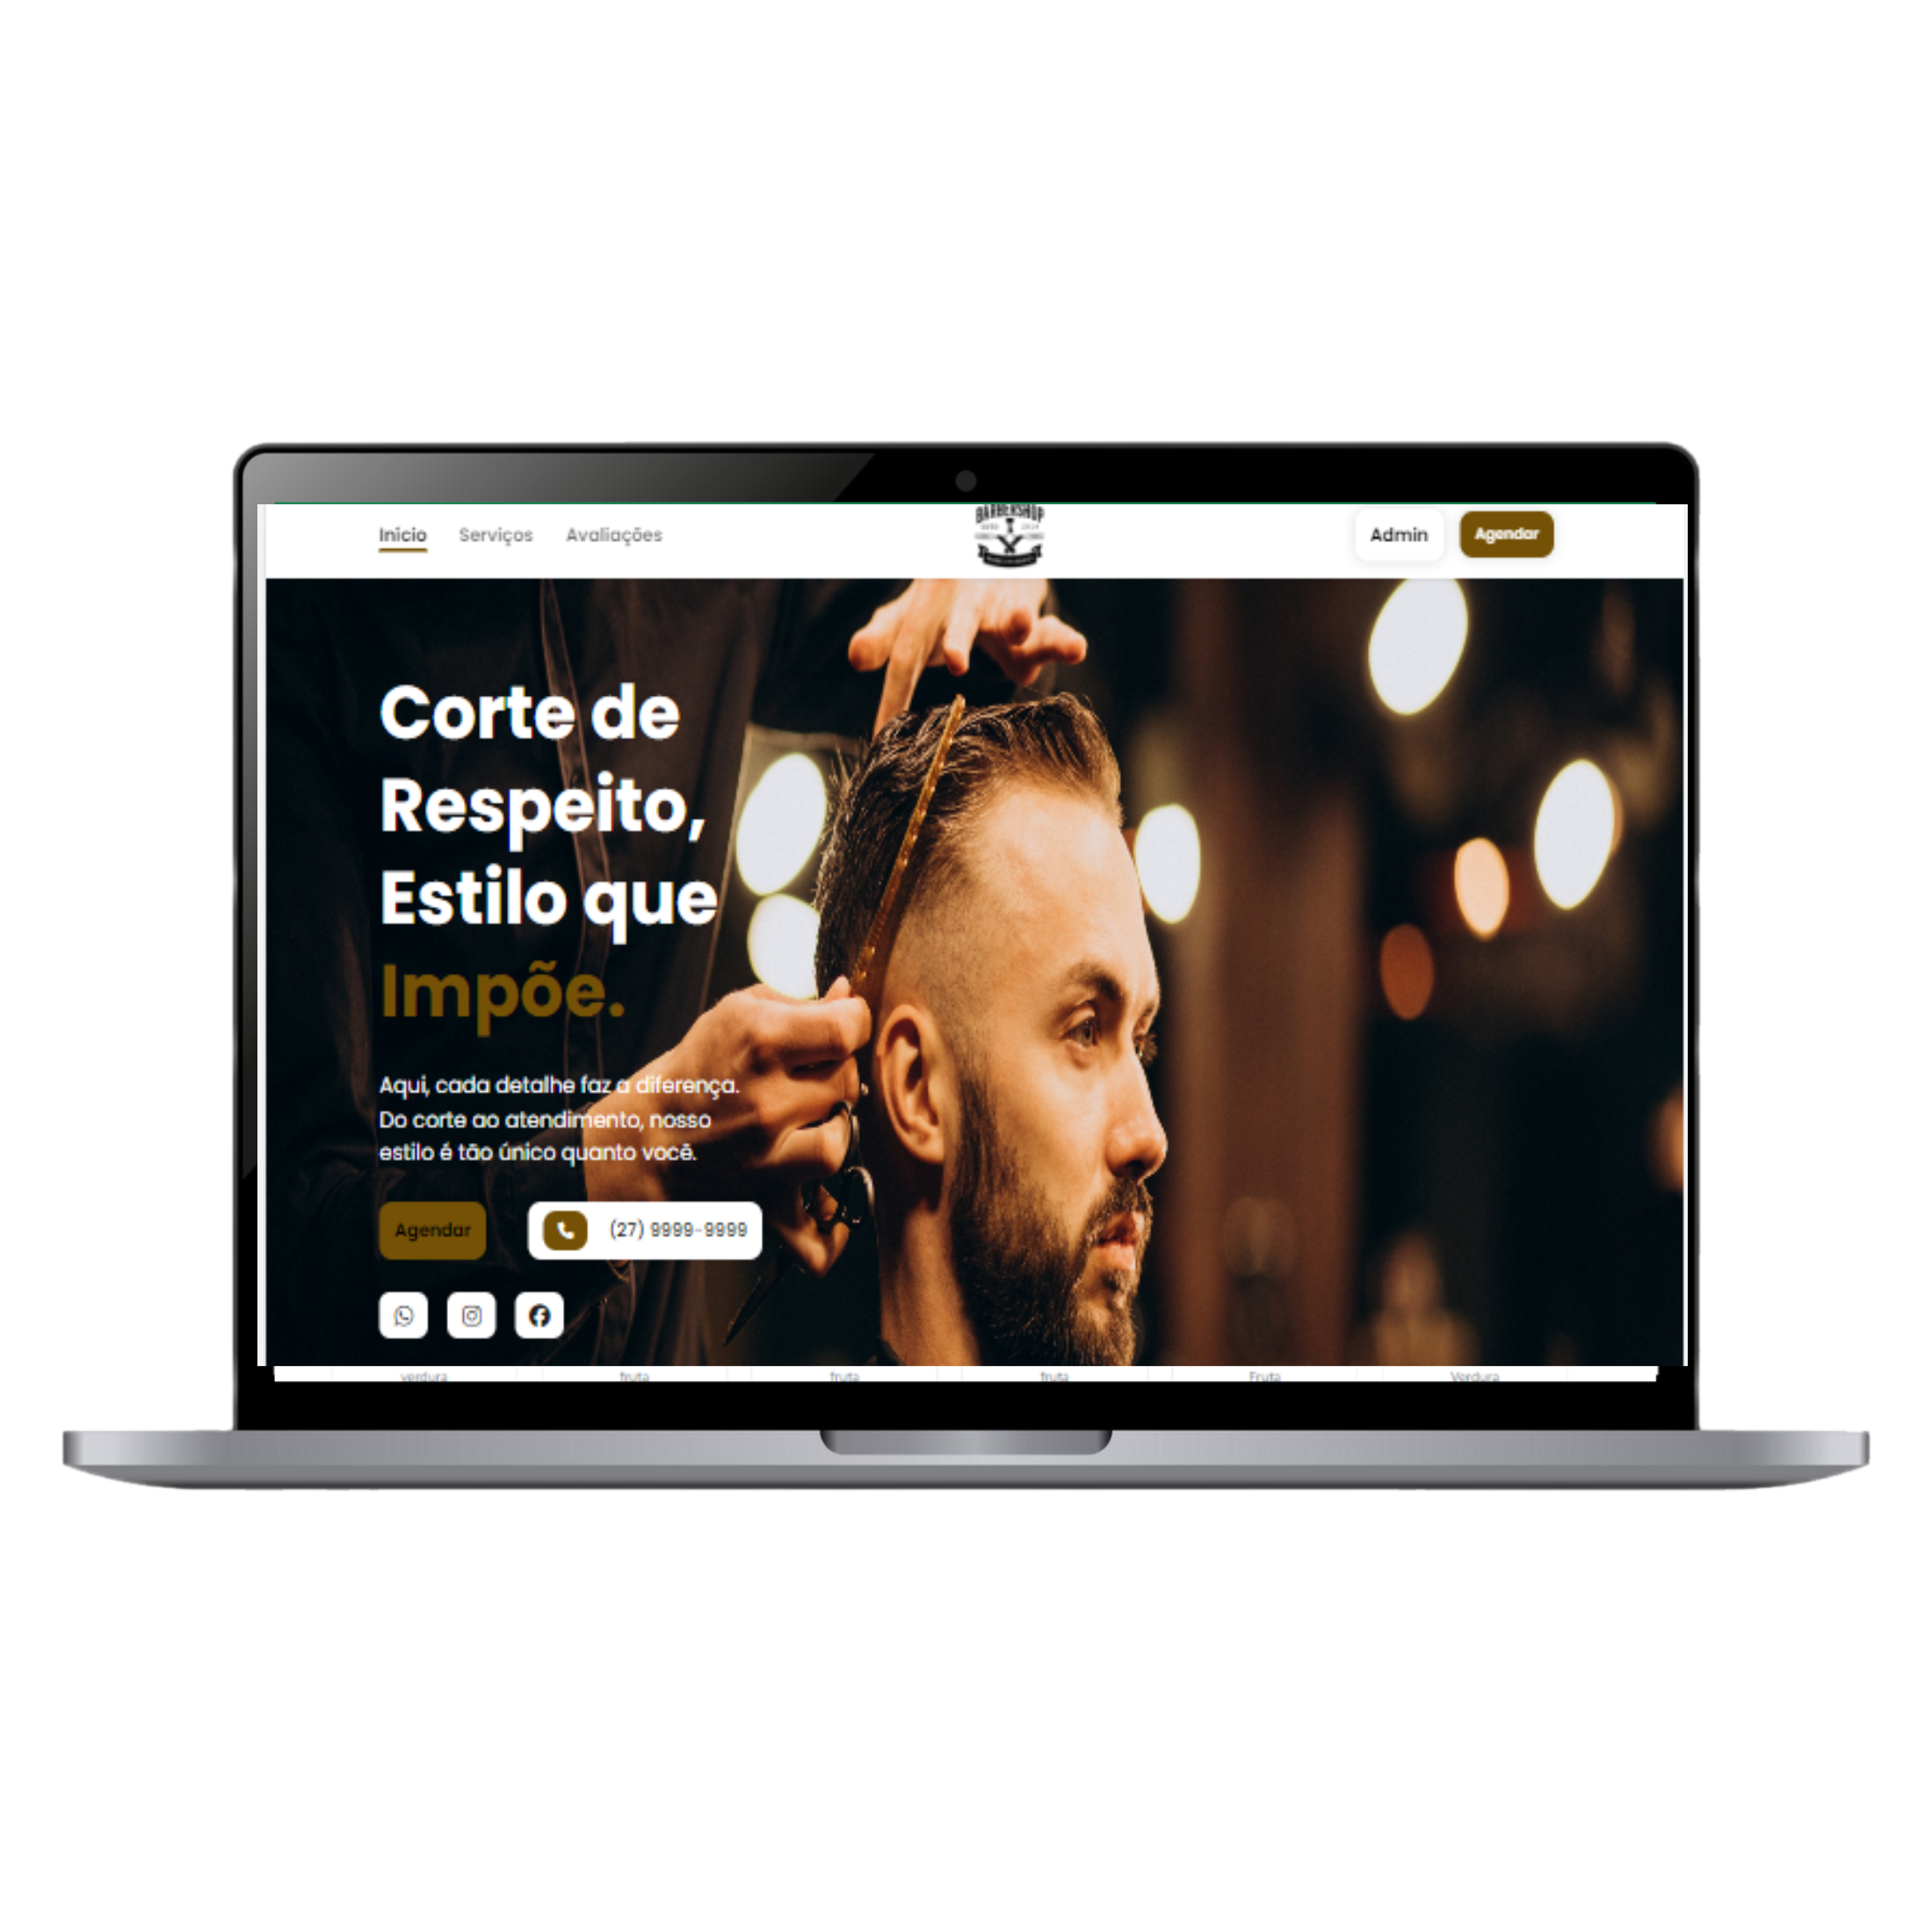 Inicio Serviços Avaliações
BARBERSHOP
Admin Agendar
Corte de
Respeito,
Estilo que
Impõe.
Aqui, cada detalhe faz a diferença.
Do corte ao atendimento, nosso
estilo é tão único quanto você.
Agendar (27) 9999-9999
verdura fruta fruta fruta Fruta Verdura